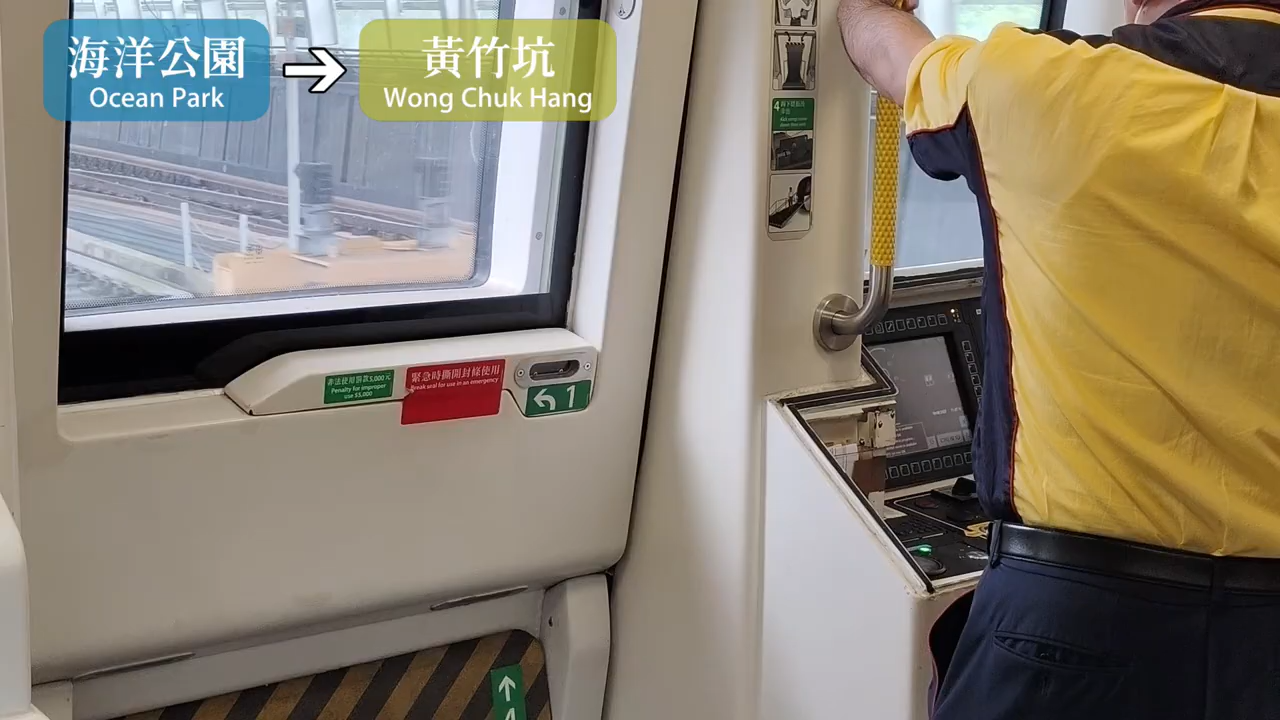 海洋公園
Ocean Park
黃竹坑
Wong Chuk Hang
4
非法使用罰款5,000元
Penalty for improper
use $5,000
緊急時撕開封條使用
Break seal for use in an emergency
1